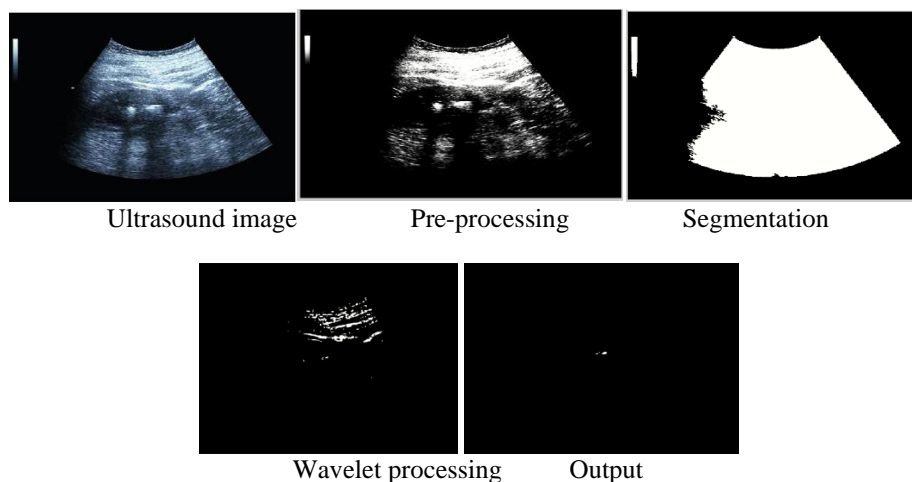 Ultrasound image Pre-processing Segmentation
Wavelet processing Output